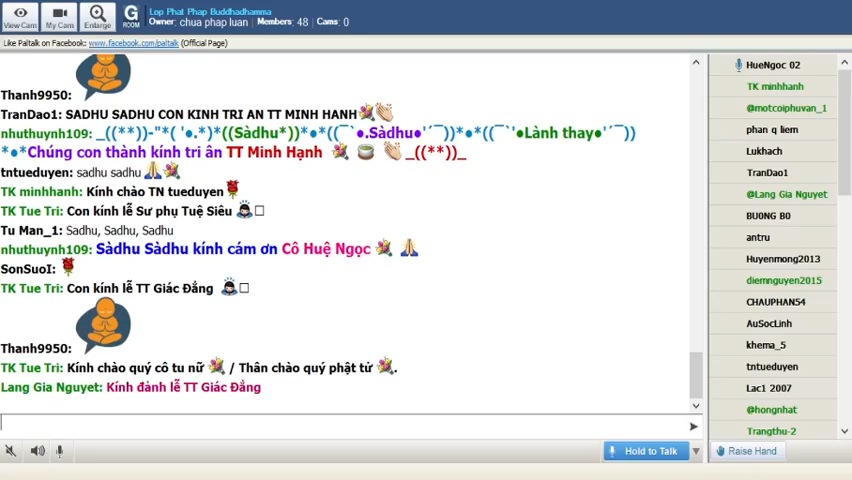 Lop Phat Phap Buddhadhamma
Owner: chua phap luan Members: 48 Cams: 0
View Cam My Cam Enlarge G ROOM
Like Paltalk on Facebook: www.facebook.com/paltalk (Official Page)
Thanh9950:
TranDao1: SADHU SADHU CON KINH TRI AN TT MINH HANH
nhuthuynh109: _((**))-"*( '●.*)*((Sàdhu*))*●*((¯`●.Sàdhu●'´¯))*●*((¯`'●Lành thay●'´¯))
*●*Chúng con thành kính tri ân TT Minh Hạnh _((**))_
tntueduyen: sadhu sadhu
TK minhhanh: Kính chào TN tueduyen
TK Tue Tri: Con kính lễ Sư phụ Tuệ Siêu
Tu Man_1: Sadhu, Sadhu, Sadhu
nhuthuynh109: Sàdhu Sàdhu kính cám ơn Cô Huệ Ngọc
SonSuoI:
TK Tue Tri: Con kính lễ TT Giác Đẳng
Thanh9950:
TK Tue Tri: Kính chào quý cô tu nữ / Thân chào quý phật tử .
Lang Gia Nguyet: Kính đảnh lễ TT Giác Đẳng
Hold to Talk
HueNgoc 02
TK minhhanh
@motcoiphuvan_1
phan q liem
Lukhach
TranDao1
@Lang Gia Nguyet
BU0NG B0
antru
Huyenmong2013
diemnguyen2015
CHAUPHAN54
AuSocLinh
khema_5
tntueduyen
Lac1 2007
@hongnhat
Trangthu-2
Raise Hand